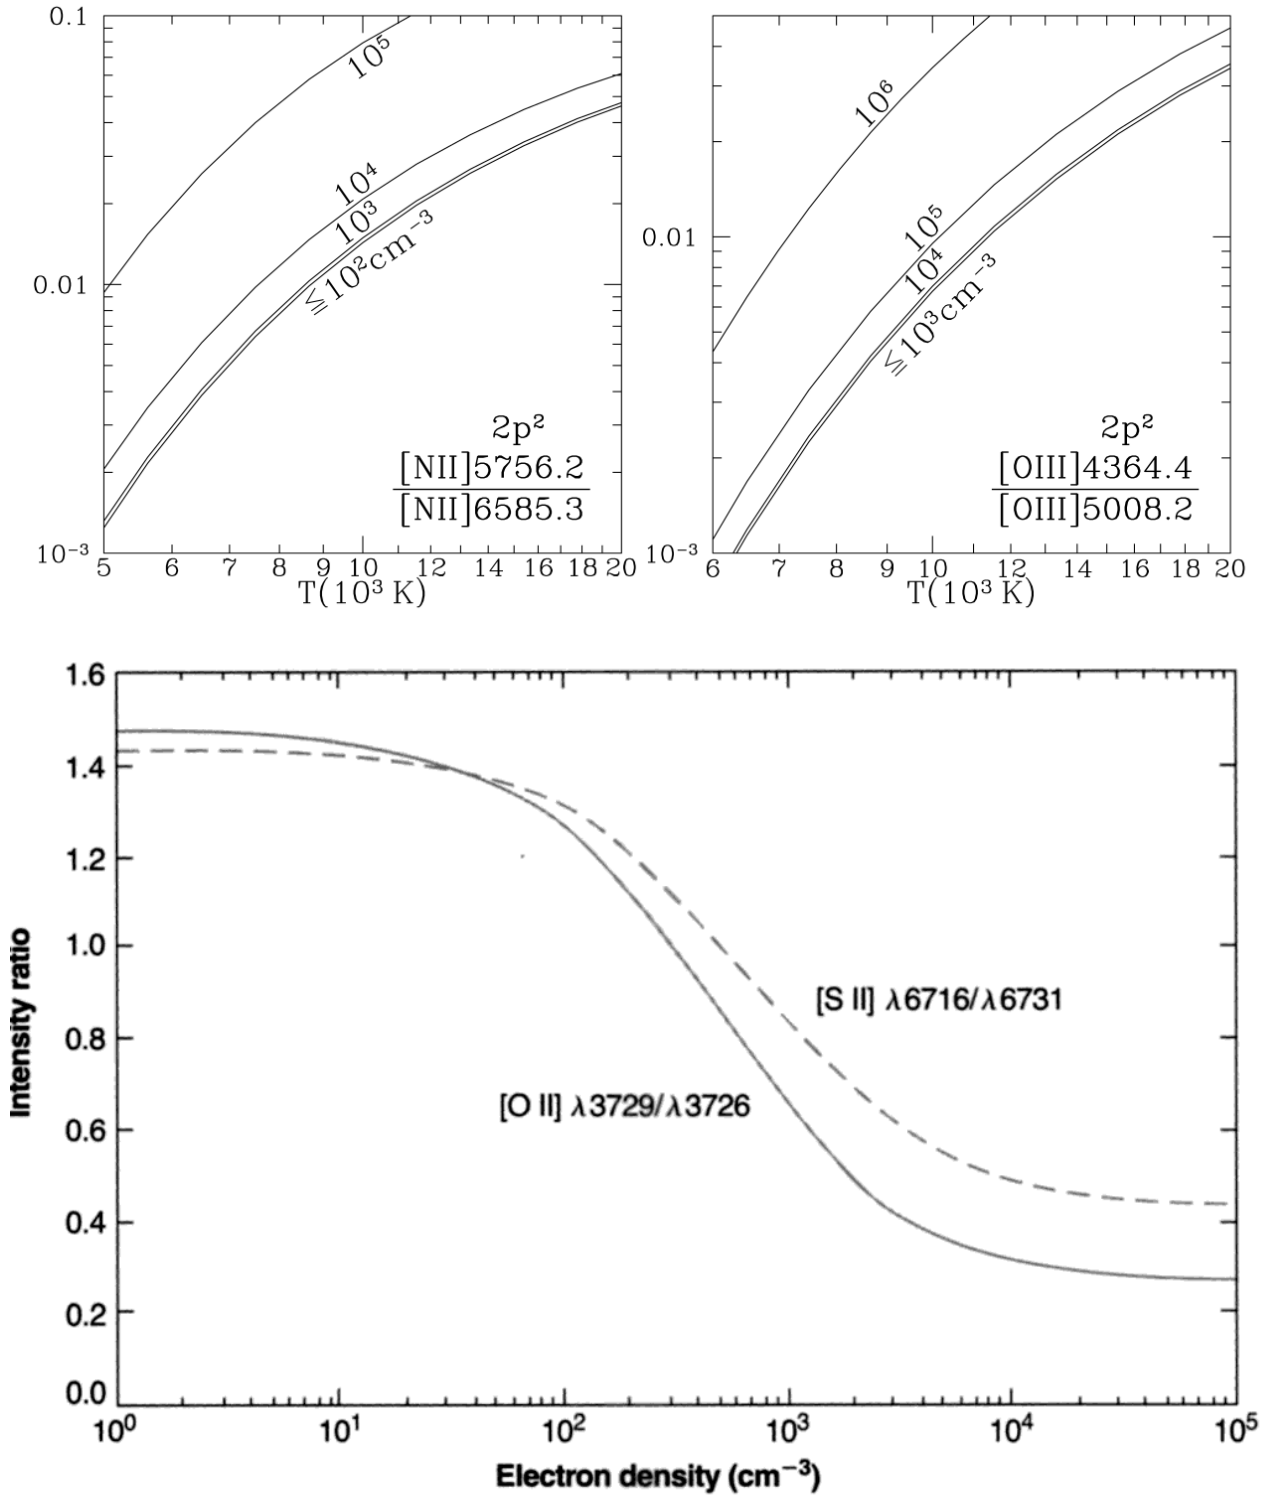 0.1
0.01
10⁻³
10⁵
10⁴
10³
≦10²cm⁻³
2p²
[NII]5756.2
[NII]6585.3
5 6 7 8 9 10 12 14 16 18 20
T(10³ K)
0.01
10⁻³
10⁶
10⁵
10⁴
≦10³cm⁻³
2p²
[OIII]4364.4
[OIII]5008.2
6 7 8 9 10 12 14 16 18 20
T(10³ K)
1.6
1.4
1.2
1.0
0.8
0.6
0.4
0.2
0.0
Intensity ratio
[S II] λ6716/λ6731
[O II] λ3729/λ3726
10⁰ 10¹ 10² 10³ 10⁴ 10⁵
Electron density (cm⁻³)